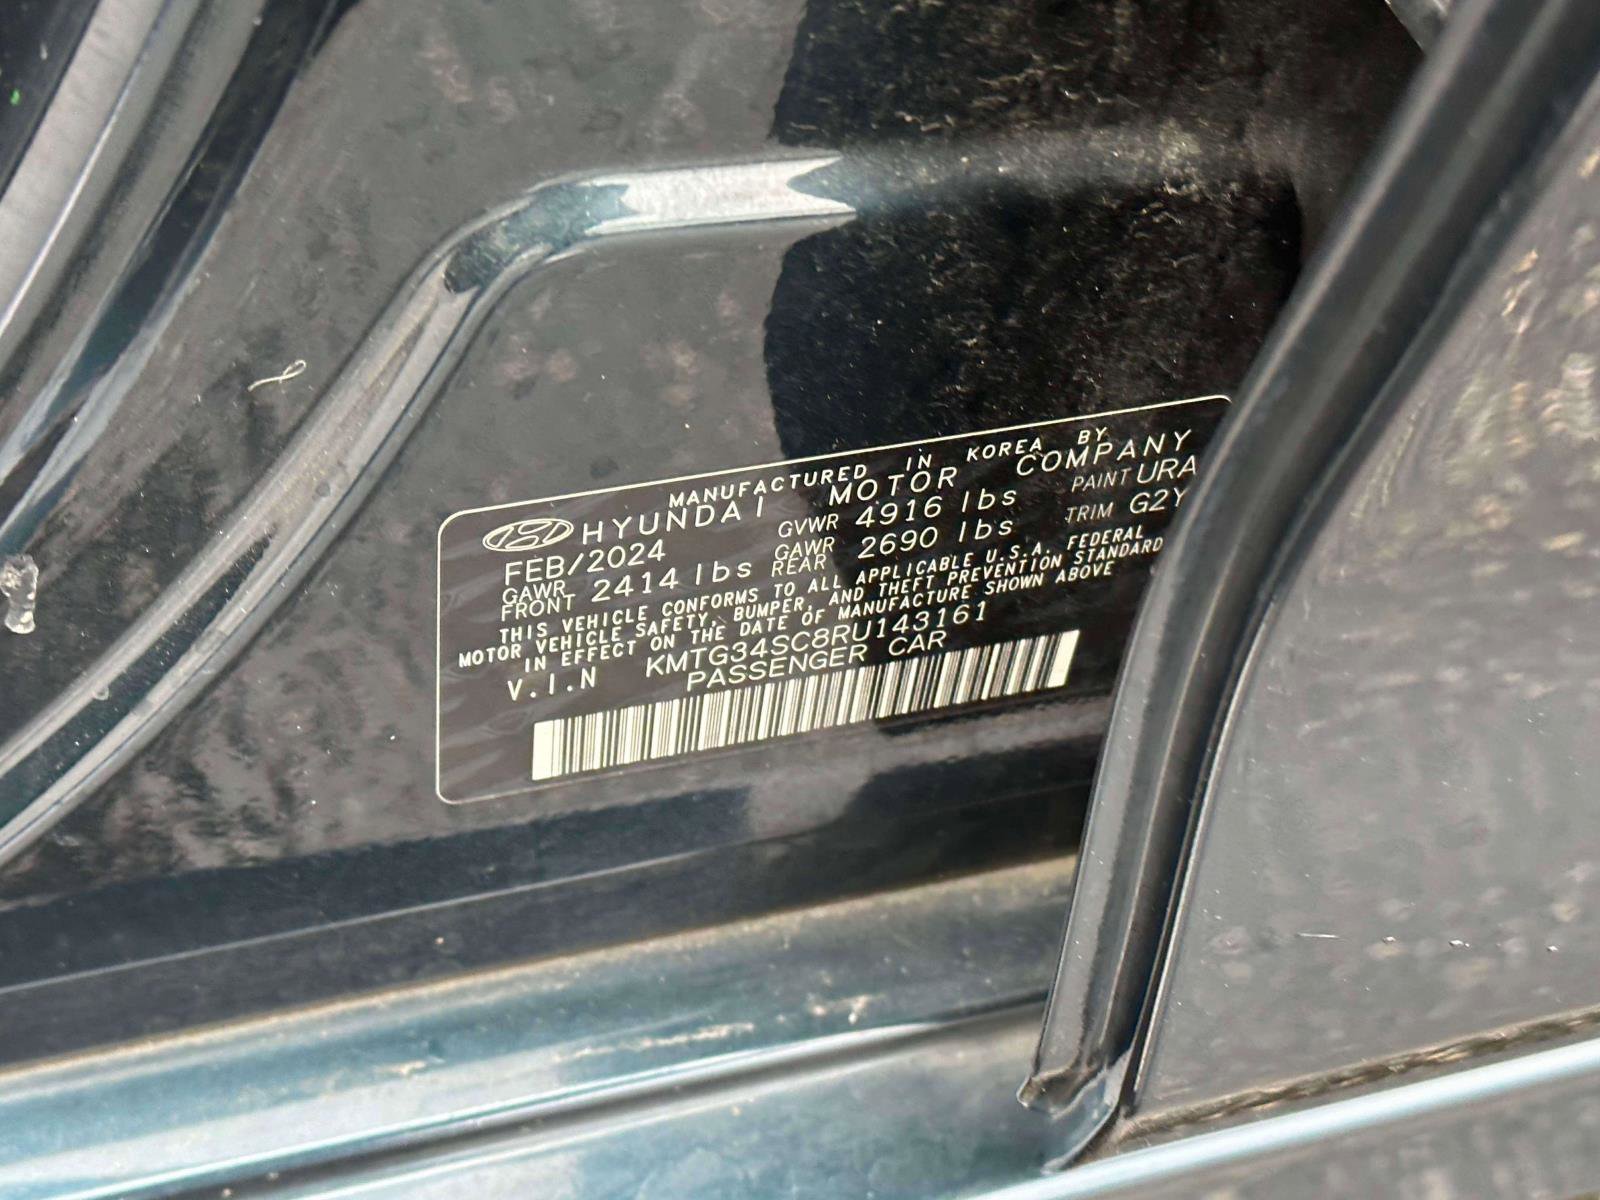 MANUFACTURED IN KOREA BY
HYUNDAI MOTOR COMPANY
FEB/2024 GVWR 4916 lbs PAINT URA
GAWR FRONT 2414 lbs GAWR REAR 2690 lbs TRIM G2Y
THIS VEHICLE CONFORMS TO ALL APPLICABLE U.S.A. FEDERAL
MOTOR VEHICLE SAFETY, BUMPER, AND THEFT PREVENTION STANDARD
IN EFFECT ON THE DATE OF MANUFACTURE SHOWN ABOVE
V.I.N KMTG34SC8RU143161
PASSENGER CAR